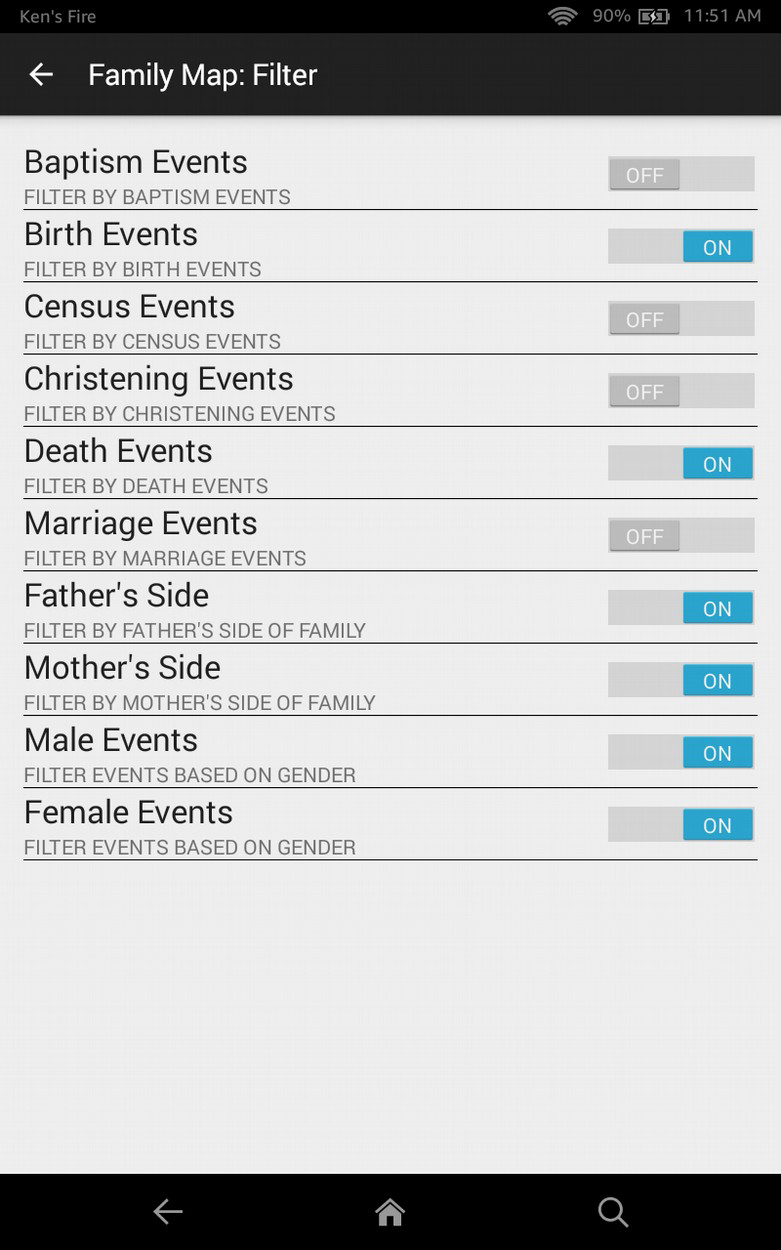 Ken's Fire 90% 11:51 AM
Family Map: Filter
Baptism Events
OFF
FILTER BY BAPTISM EVENTS
Birth Events
ON
FILTER BY BIRTH EVENTS
Census Events
OFF
FILTER BY CENSUS EVENTS
Christening Events
OFF
FILTER BY CHRISTENING EVENTS
Death Events
ON
FILTER BY DEATH EVENTS
Marriage Events
OFF
FILTER BY MARRIAGE EVENTS
Father's Side
ON
FILTER BY FATHER'S SIDE OF FAMILY
Mother's Side
ON
FILTER BY MOTHER'S SIDE OF FAMILY
Male Events
ON
FILTER EVENTS BASED ON GENDER
Female Events
ON
FILTER EVENTS BASED ON GENDER